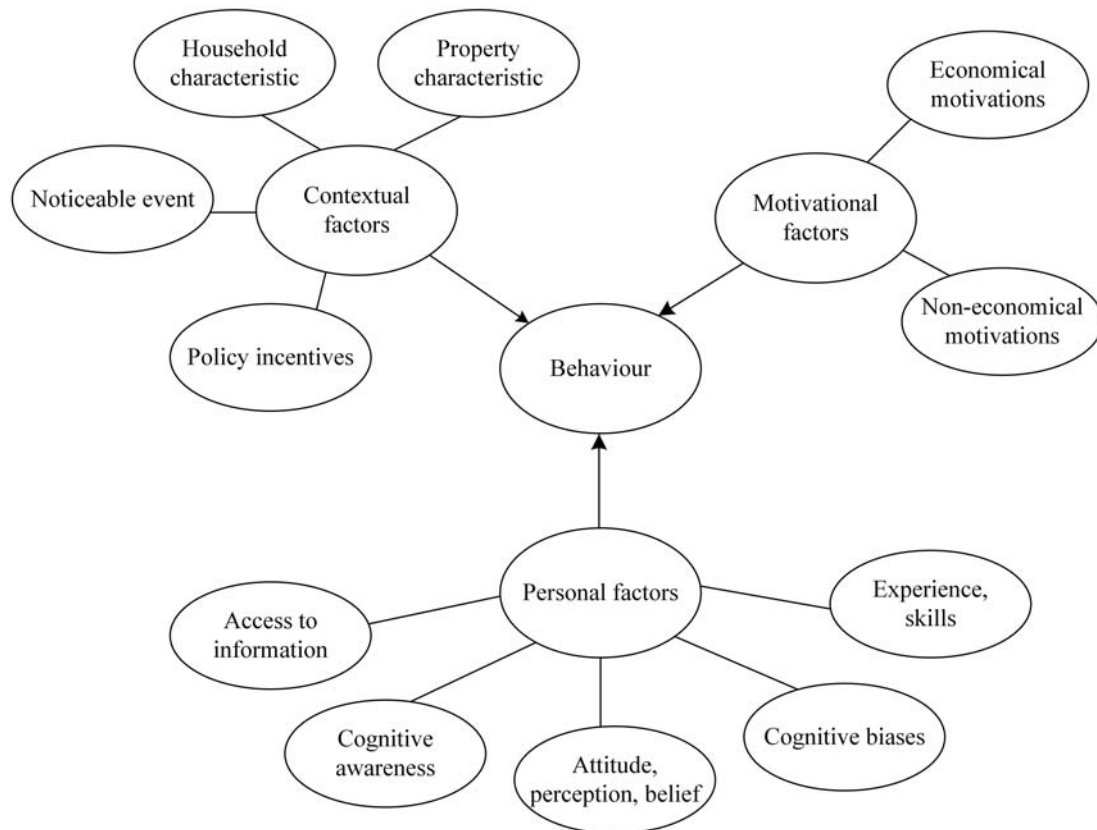 Household
characteristic
Property
characteristic
Economical
motivations
Noticeable event
Contextual
factors
Motivational
factors
Non-economical
motivations
Policy incentives
Behaviour
Personal factors
Experience,
skills
Access to
information
Cognitive
awareness
Attitude,
perception, belief
Cognitive biases